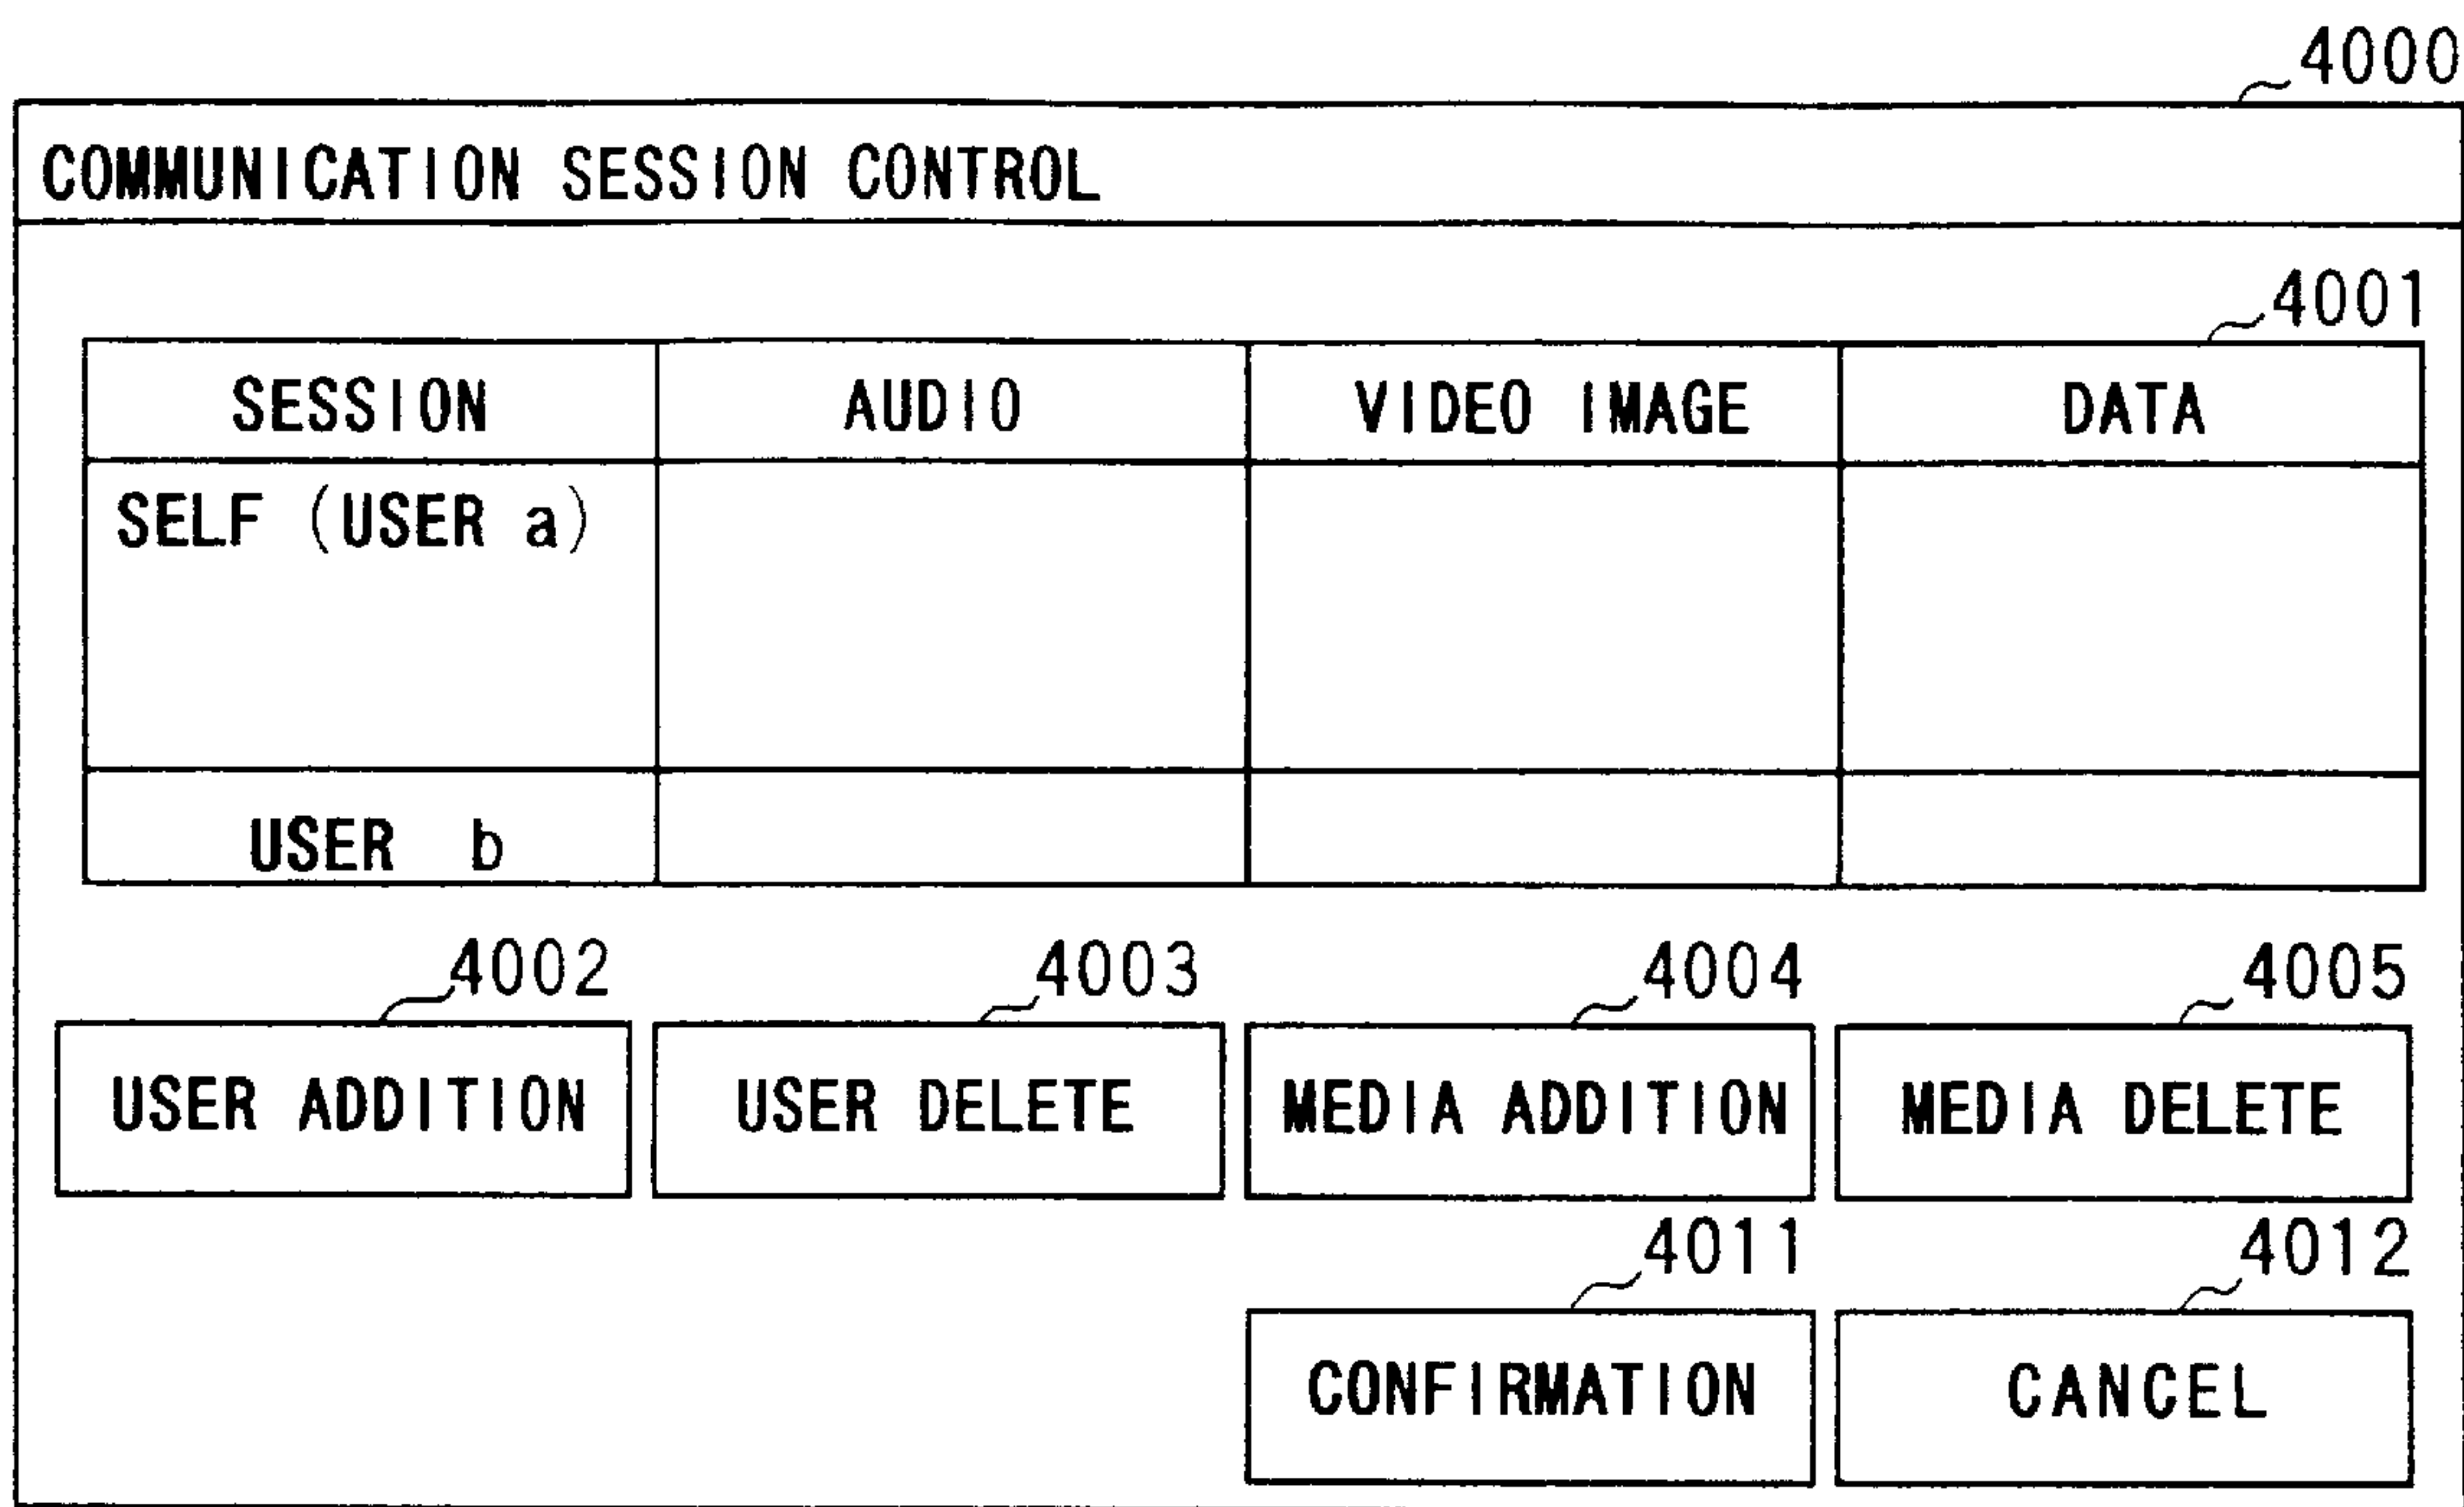 4000
COMMUNICATION SESSION CONTROL
4001
SESSION AUDIO VIDEO IMAGE DATA
SELF (USER a)
USER b
4002 4003 4004 4005
USER ADDITION USER DELETE MEDIA ADDITION MEDIA DELETE
4011 4012
CONFIRMATION CANCEL